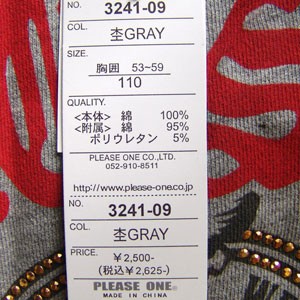 NO. 3241-09
COL. 杢GRAY
SIZE.
胸囲 53~59
110
QUALITY.
<本体> 綿 100%
<附属> 綿 95%
ポリウレタン 5%
PLEASE ONE CO.,LTD.
052-910-8511
http://www.please-one.co.jp
NO. 3241-09
COL. 杢GRAY
PRICE. ¥2,500-
(税込¥2,625-)
PLEASE ONE®
MADE IN CHINA